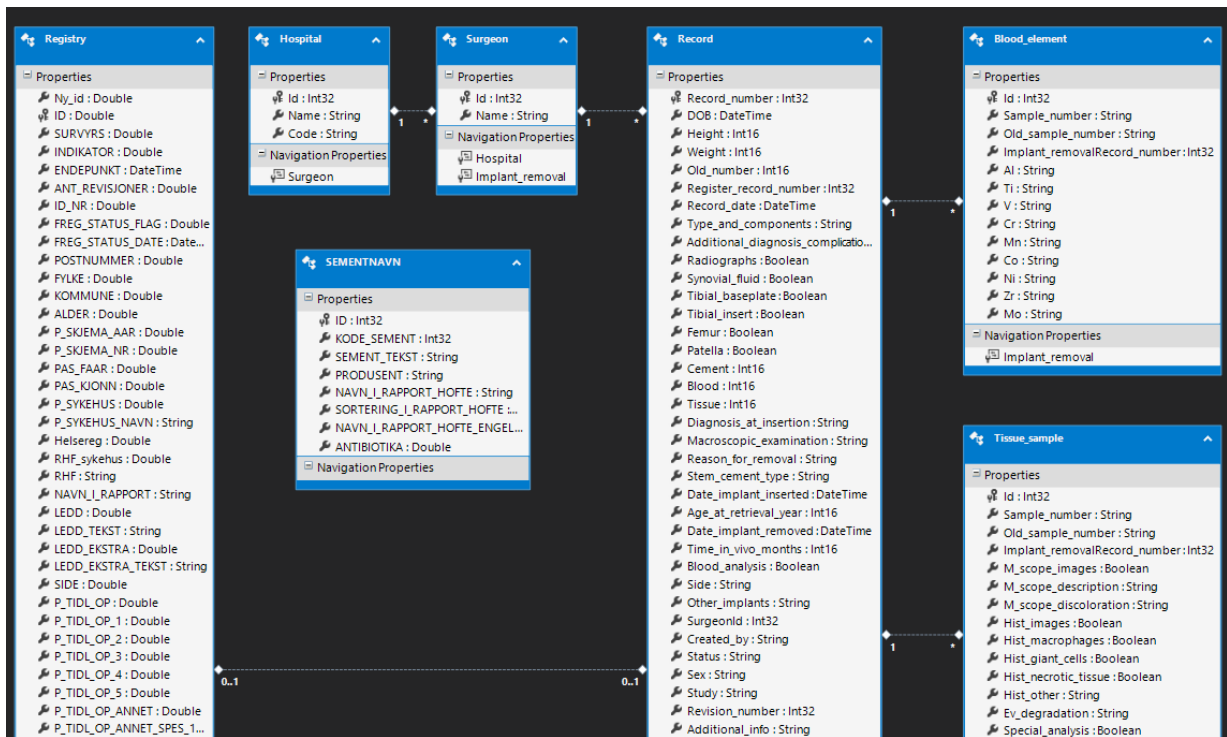 Registry
Properties
Ny_id : Double
ID : Double
SURVYRS : Double
INDIKATOR : Double
ENDEPUNKT : DateTime
ANT_REVISJONER : Double
ID_NR : Double
FREG_STATUS_FLAG : Double
FREG_STATUS_DATE : Date...
POSTNUMMER : Double
FYLKE : Double
KOMMUNE : Double
ALDER : Double
P_SKJEMA_AAR : Double
P_SKJEMA_NR : Double
PAS_FAAR : Double
PAS_KJONN : Double
P_SYKEHUS : Double
P_SYKEHUS_NAVN : String
Helsereg : Double
RHF_sykehus : Double
RHF : String
NAVN_I_RAPPORT : String
LEDD : Double
LEDD_TEKST : String
LEDD_EKSTRA : Double
LEDD_EKSTRA_TEKST : String
SIDE : Double
P_TIDL_OP : Double
P_TIDL_OP_1 : Double
P_TIDL_OP_2 : Double
P_TIDL_OP_3 : Double
P_TIDL_OP_4 : Double
P_TIDL_OP_5 : Double
P_TIDL_OP_ANNET : Double
P_TIDL_OP_ANNET_SPES_1...
Hospital
Properties
Id : Int32
Name : String
Code : String
Navigation Properties
Surgeon
1
*
Surgeon
Properties
Id : Int32
Name : String
Navigation Properties
Hospital
Implant_removal
1
*
SEMENTNAVN
Properties
ID : Int32
KODE_SEMENT : Int32
SEMENT_TEKST : String
PRODUSENT : String
NAVN_I_RAPPORT_HOFTE : String
SORTERING_I_RAPPORT_HOFTE :...
NAVN_I_RAPPORT_HOFTE_ENGEL...
ANTIBIOTIKA : Double
Navigation Properties
0..1
0..1
Record
Properties
Record_number : Int32
DOB : DateTime
Height : Int16
Weight : Int16
Old_number : Int16
Register_record_number : Int32
Record_date : DateTime
Type_and_components : String
Additional_diagnosis_complicatio...
Radiographs : Boolean
Synovial_fluid : Boolean
Tibial_baseplate : Boolean
Tibial_insert : Boolean
Femur : Boolean
Patella : Boolean
Cement : Int16
Blood : Int16
Tissue : Int16
Diagnosis_at_insertion : String
Macroscopic_examination : String
Reason_for_removal : String
Stem_cement_type : String
Date_implant_inserted : DateTime
Age_at_retrieval_year : Int16
Date_implant_removed : DateTime
Time_in_vivo_months : Int16
Blood_analysis : Boolean
Side : String
Other_implants : String
SurgeonId : Int32
Created_by : String
Status : String
Sex : String
Study : String
Revision_number : Int32
Additional_info : String
1
*
1
*
Blood_element
Properties
Id : Int32
Sample_number : String
Old_sample_number : String
Implant_removalRecord_number : Int32
Al : String
Ti : String
V : String
Cr : String
Mn : String
Co : String
Ni : String
Zr : String
Mo : String
Navigation Properties
Implant_removal
Tissue_sample
Properties
Id : Int32
Sample_number : String
Old_sample_number : String
Implant_removalRecord_number : Int32
M_scope_images : Boolean
M_scope_description : String
M_scope_discoloration : String
Hist_images : Boolean
Hist_macrophages : Boolean
Hist_giant_cells : Boolean
Hist_necrotic_tissue : Boolean
Hist_other : String
Ev_degradation : String
Special_analysis : Boolean